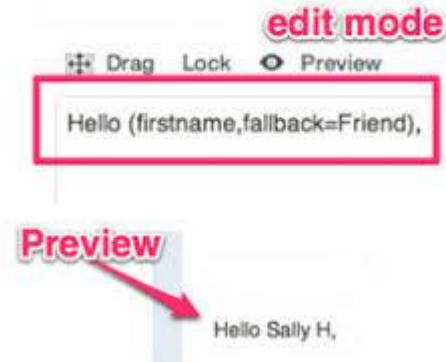 edit mode
Drag Lock Preview
Hello (firstname,fallback=Friend),
Preview
Hello Sally H,